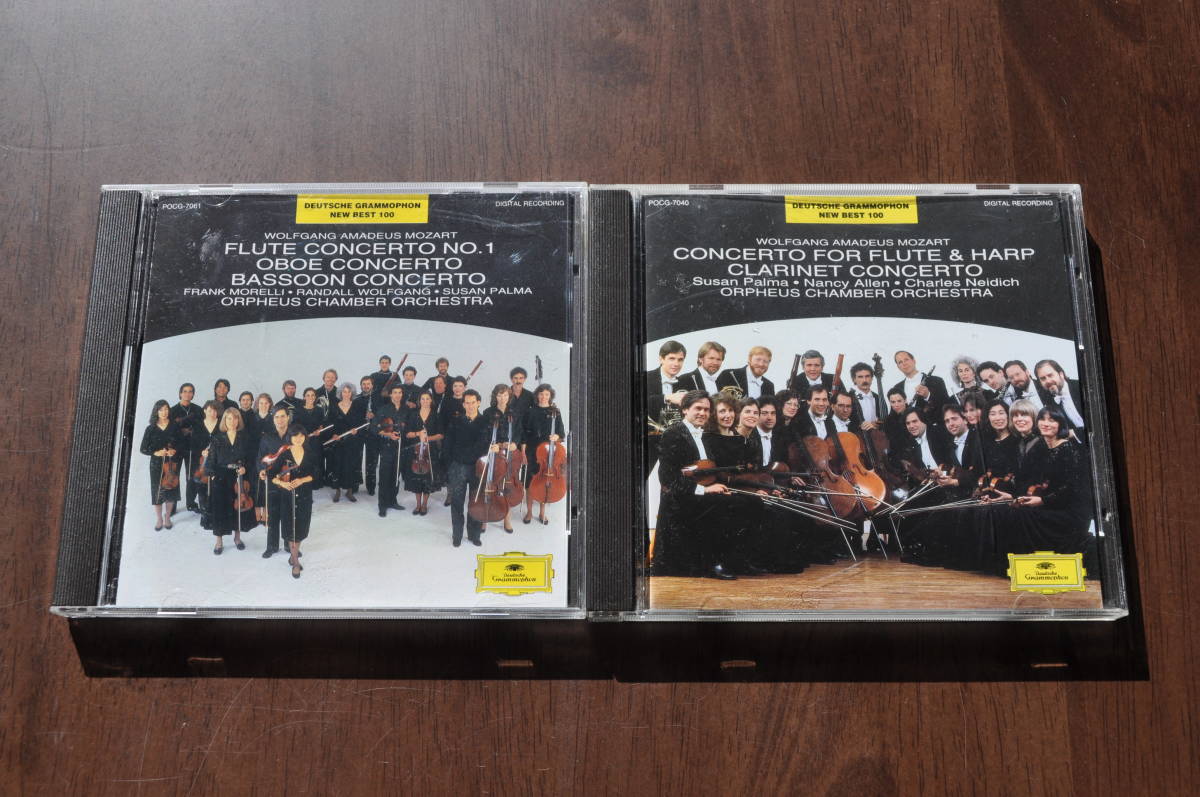 POCG-7061
DEUTSCHE GRAMMOPHON
NEW BEST 100
DIGITAL RECORDING
WOLFGANG AMADEUS MOZART
FLUTE CONCERTO NO.1
OBOE CONCERTO
BASSOON CONCERTO
FRANK MORELLI • RANDALL WOLFGANG • SUSAN PALMA
ORPHEUS CHAMBER ORCHESTRA
Deutsche
Grammophon
POCG-7040
DEUTSCHE GRAMMOPHON
NEW BEST 100
DIGITAL RECORDING
WOLFGANG AMADEUS MOZART
CONCERTO FOR FLUTE & HARP
CLARINET CONCERTO
Susan Palma • Nancy Allen • Charles Neidich
ORPHEUS CHAMBER ORCHESTRA
Deutsche
Grammophon